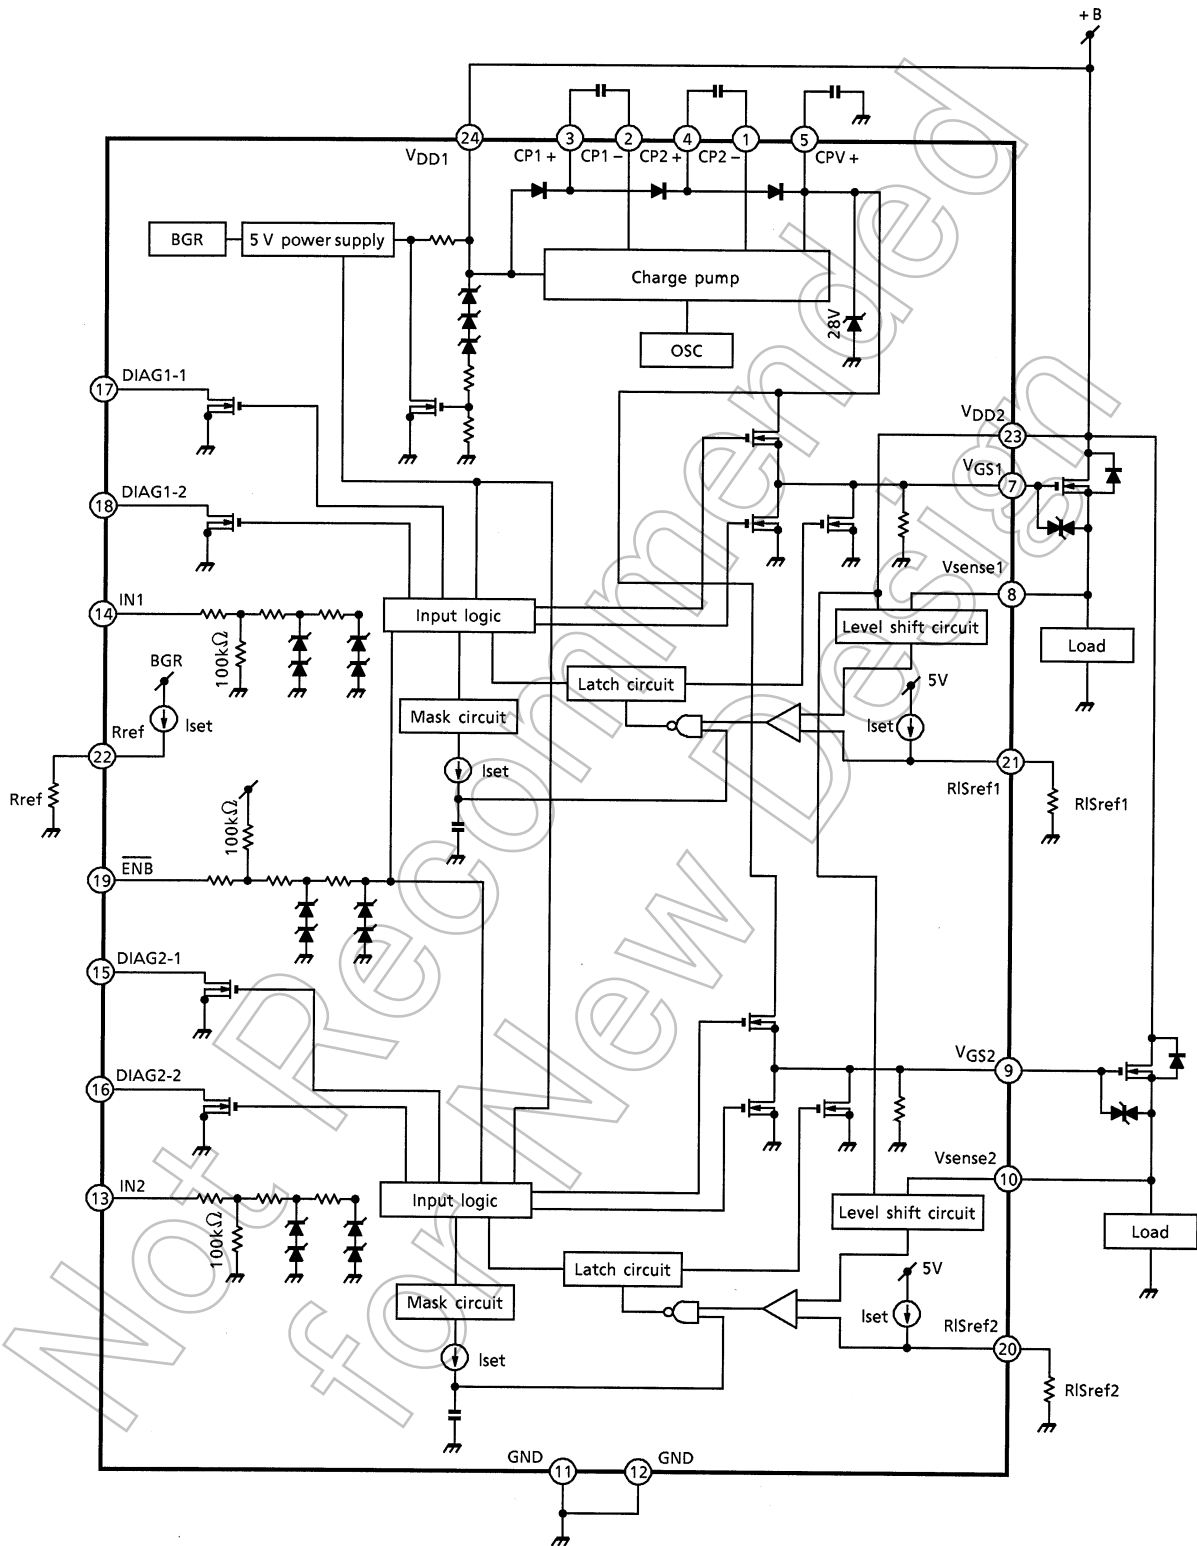 +B
24
3
2
4
1
5
VDD1
CP1+
CP1−
CP2+
CP2−
CPV+
BGR
5 V power supply
Charge pump
OSC
28V
17
DIAG1-1
VDD2
23
VGS1
7
18
DIAG1-2
Vsense1
8
14
IN1
100kΩ
Input logic
Level shift circuit
Load
BGR
Iset
Latch circuit
5V
Mask circuit
Iset
Rref
22
Rref
Iset
21
RISref1
RISref1
100kΩ
19
ENB
15
DIAG2-1
VGS2
9
16
DIAG2-2
Vsense2
10
13
IN2
100kΩ
Input logic
Level shift circuit
Load
Latch circuit
5V
Mask circuit
Iset
RISref2
20
Iset
RISref2
GND
11
12
GND
Not Recommended
for New Design